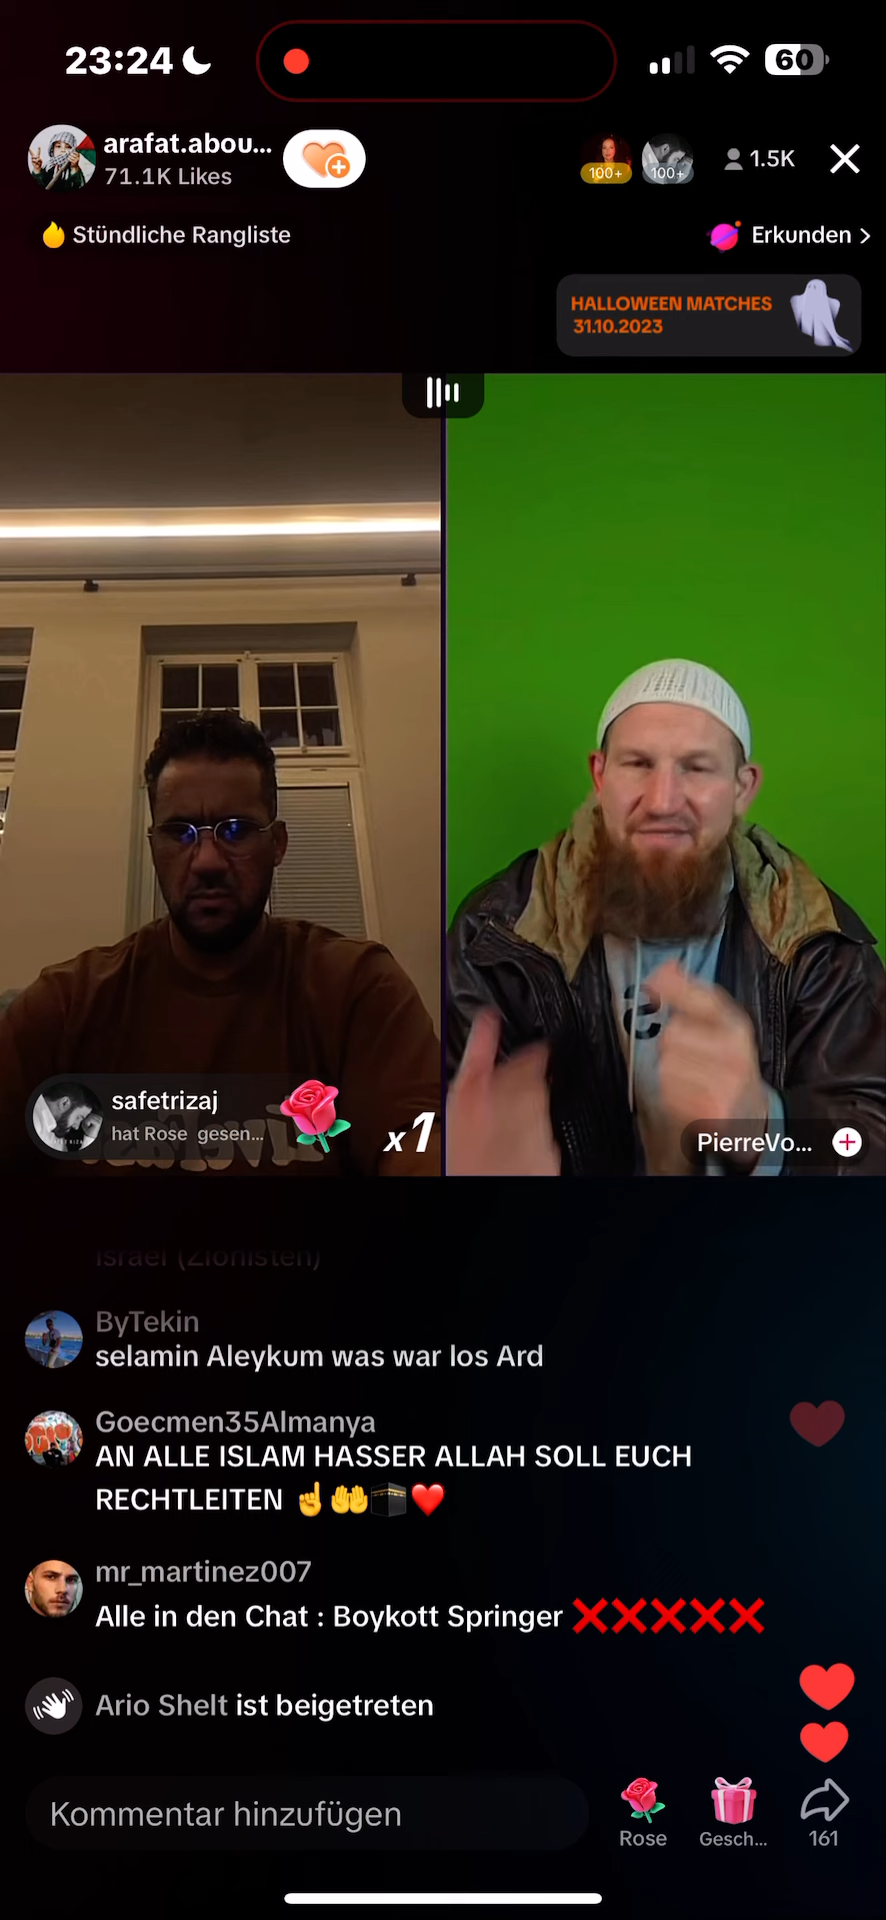 23:24
60
arafat.abou...
71.1K Likes
100+
100+
1.5K
Stündliche Rangliste
Erkunden >
HALLOWEEN MATCHES
31.10.2023
safetrizaj
hat Rose gesen...
x1
PierreVo...
Israel (Zionisten)
ByTekin
selamin Aleykum was war los Ard
Goecmen35Almanya
AN ALLE ISLAM HASSER ALLAH SOLL EUCH
RECHTLEITEN ☝️🤲🕋❤️
mr_martinez007
Alle in den Chat : Boykott Springer ❌❌❌❌❌
Ario Shelt ist beigetreten
Kommentar hinzufügen
Rose
Gesch...
161